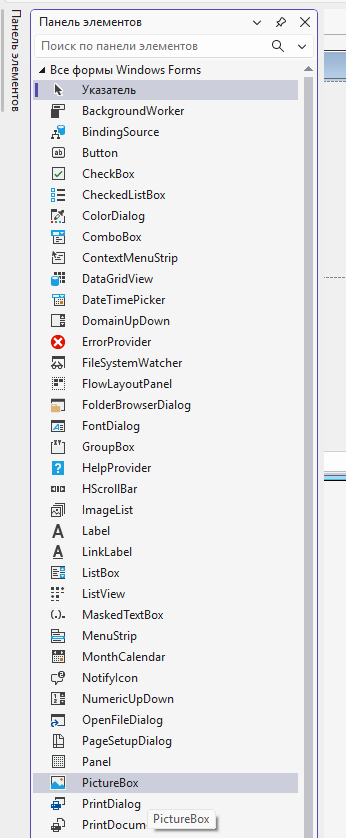 Панель элементов
Панель элементов
Поиск по панели элементов
Все формы Windows Forms
Указатель
BackgroundWorker
BindingSource
Button
CheckBox
CheckedListBox
ColorDialog
ComboBox
ContextMenuStrip
DataGridView
DateTimePicker
DomainUpDown
ErrorProvider
FileSystemWatcher
FlowLayoutPanel
FolderBrowserDialog
FontDialog
GroupBox
HelpProvider
HScrollBar
ImageList
Label
LinkLabel
ListBox
ListView
MaskedTextBox
MenuStrip
MonthCalendar
NotifyIcon
NumericUpDown
OpenFileDialog
PageSetupDialog
Panel
PictureBox
PrintDialog
PictureBox
PrintDocum